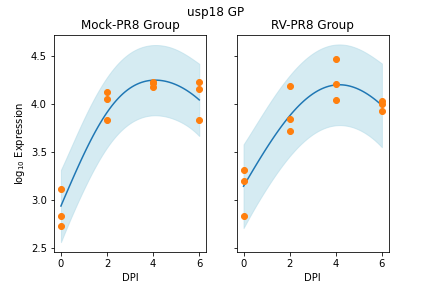 usp18 GP
Mock-PR8 Group RV-PR8 Group
4.5
4.0
3.5
3.0
2.5
log₁₀ Expression
0 2 4 6 0 2 4 6
DPI DPI